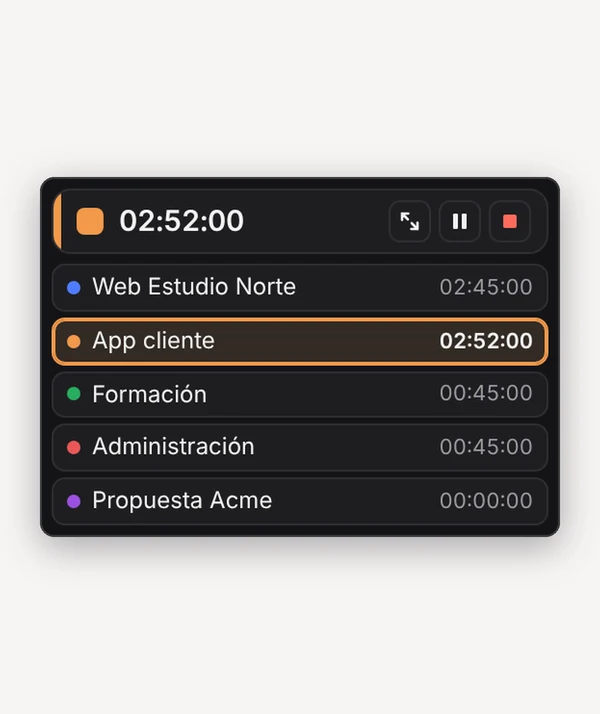 02:52:00
Web Estudio Norte 02:45:00
App cliente 02:52:00
Formación 00:45:00
Administración 00:45:00
Propuesta Acme 00:00:00